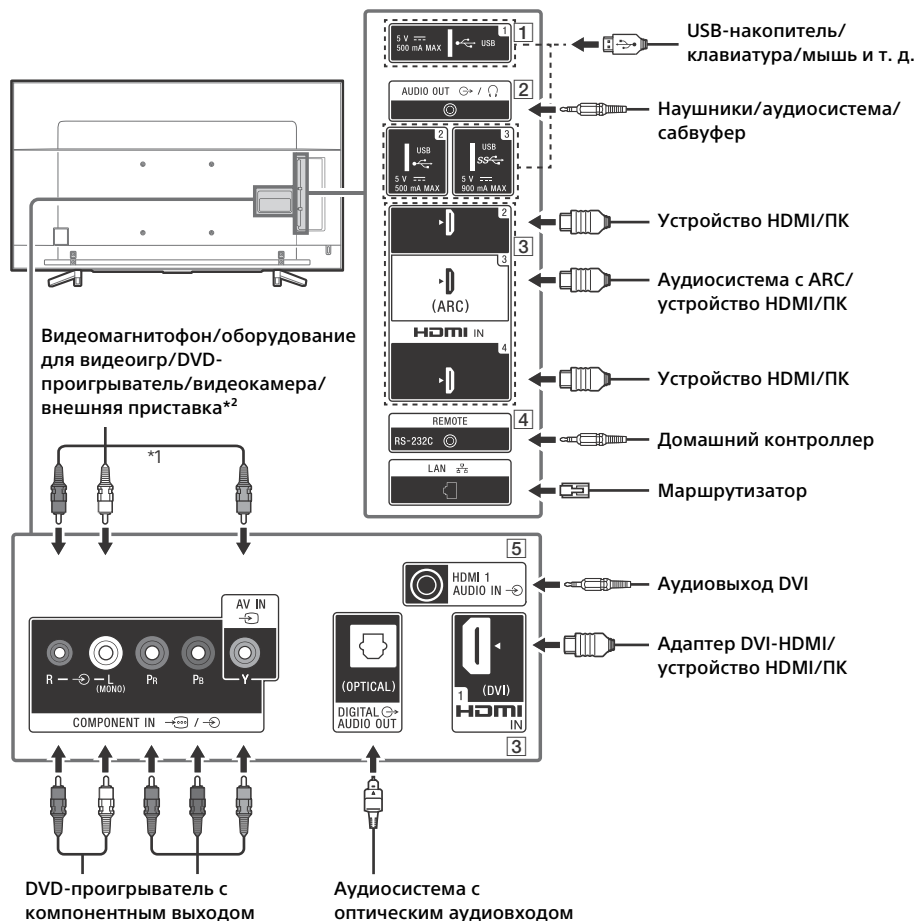 5 V
500 mA MAX
USB
1
1
USB-накопитель/
клавиатура/мышь и т. д.
AUDIO OUT /
2
Наушники/аудиосистема/
сабвуфер
2
USB
5 V
500 mA MAX
3
USB
SS
5 V
900 mA MAX
2
Устройство HDMI/ПК
3
3
(ARC)
Аудиосистема с ARC/
устройство HDMI/ПК
HDMI IN
4
Устройство HDMI/ПК
REMOTE
4
RS-232C
Домашний контроллер
LAN
Маршрутизатор
Видеомагнитофон/оборудование
для видеоигр/DVD-
проигрыватель/видеокамера/
внешняя приставка*2
*1
5
HDMI 1
AUDIO IN
Аудиовыход DVI
AV IN
R – – L
(MONO)
PR
PB
Y
COMPONENT IN /
(OPTICAL)
DIGITAL
AUDIO OUT
1
(DVI)
HDMI
IN
3
Адаптер DVI-HDMI/
устройство HDMI/ПК
DVD-проигрыватель с
компонентным выходом
Аудиосистема с
оптическим аудиовходом